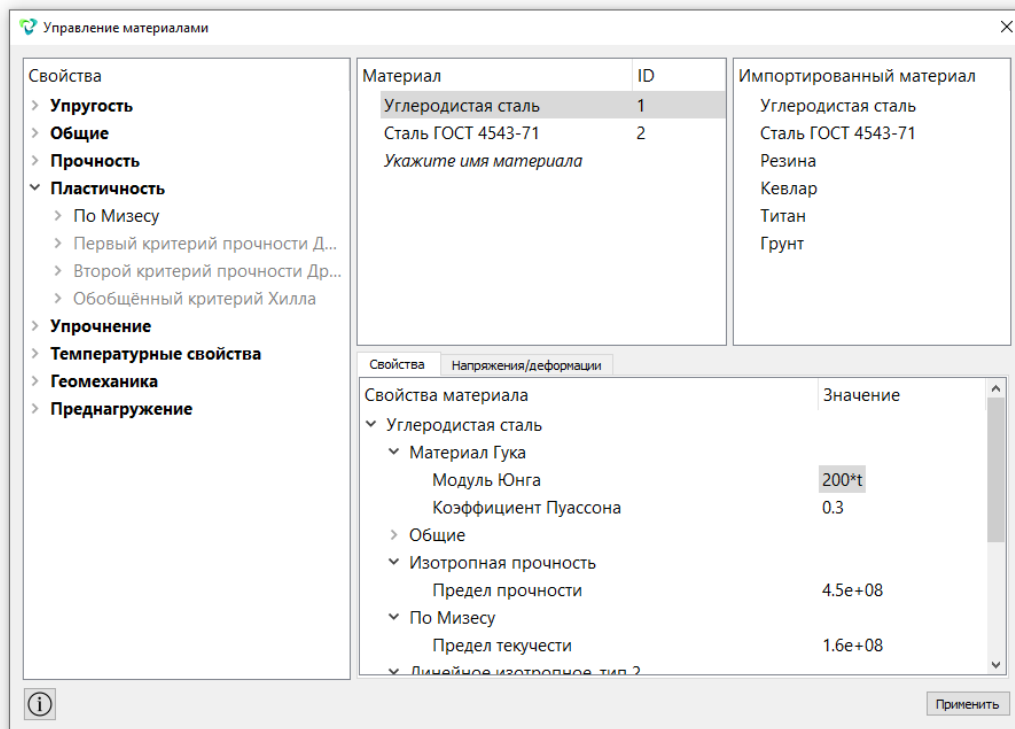 Управление материалами
Свойства
Упругость
Общие
Прочность
Пластичность
По Мизесу
Первый критерий прочности Д...
Второй критерий прочности Др...
Обобщённый критерий Хилла
Упрочнение
Температурные свойства
Геомеханика
Преднагружение
Материал ID
Углеродистая сталь 1
Сталь ГОСТ 4543-71 2
Укажите имя материала
Импортированный материал
Углеродистая сталь
Сталь ГОСТ 4543-71
Резина
Кевлар
Титан
Грунт
Свойства Напряжения/деформации
Свойства материала Значение
Углеродистая сталь
Материал Гука
Модуль Юнга 200*t
Коэффициент Пуассона 0.3
Общие
Изотропная прочность
Предел прочности 4.5e+08
По Мизесу
Предел текучести 1.6e+08
Линейное изотропное, тип 2
Применить